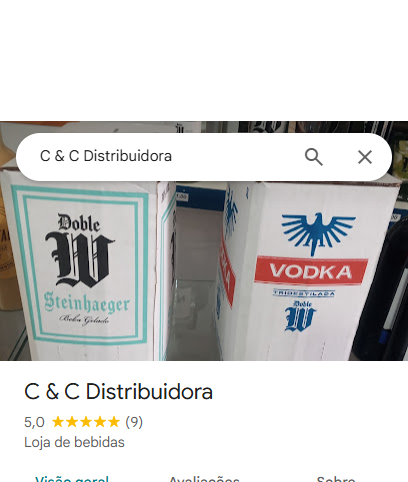 C & C Distribuidora
Doble
W
Steinhaeger
Beba Gelado
VODKA
TRIDESTILADA
Doble
W
C & C Distribuidora
5,0 (9)
Loja de bebidas
Visão geral Avaliações Sobre